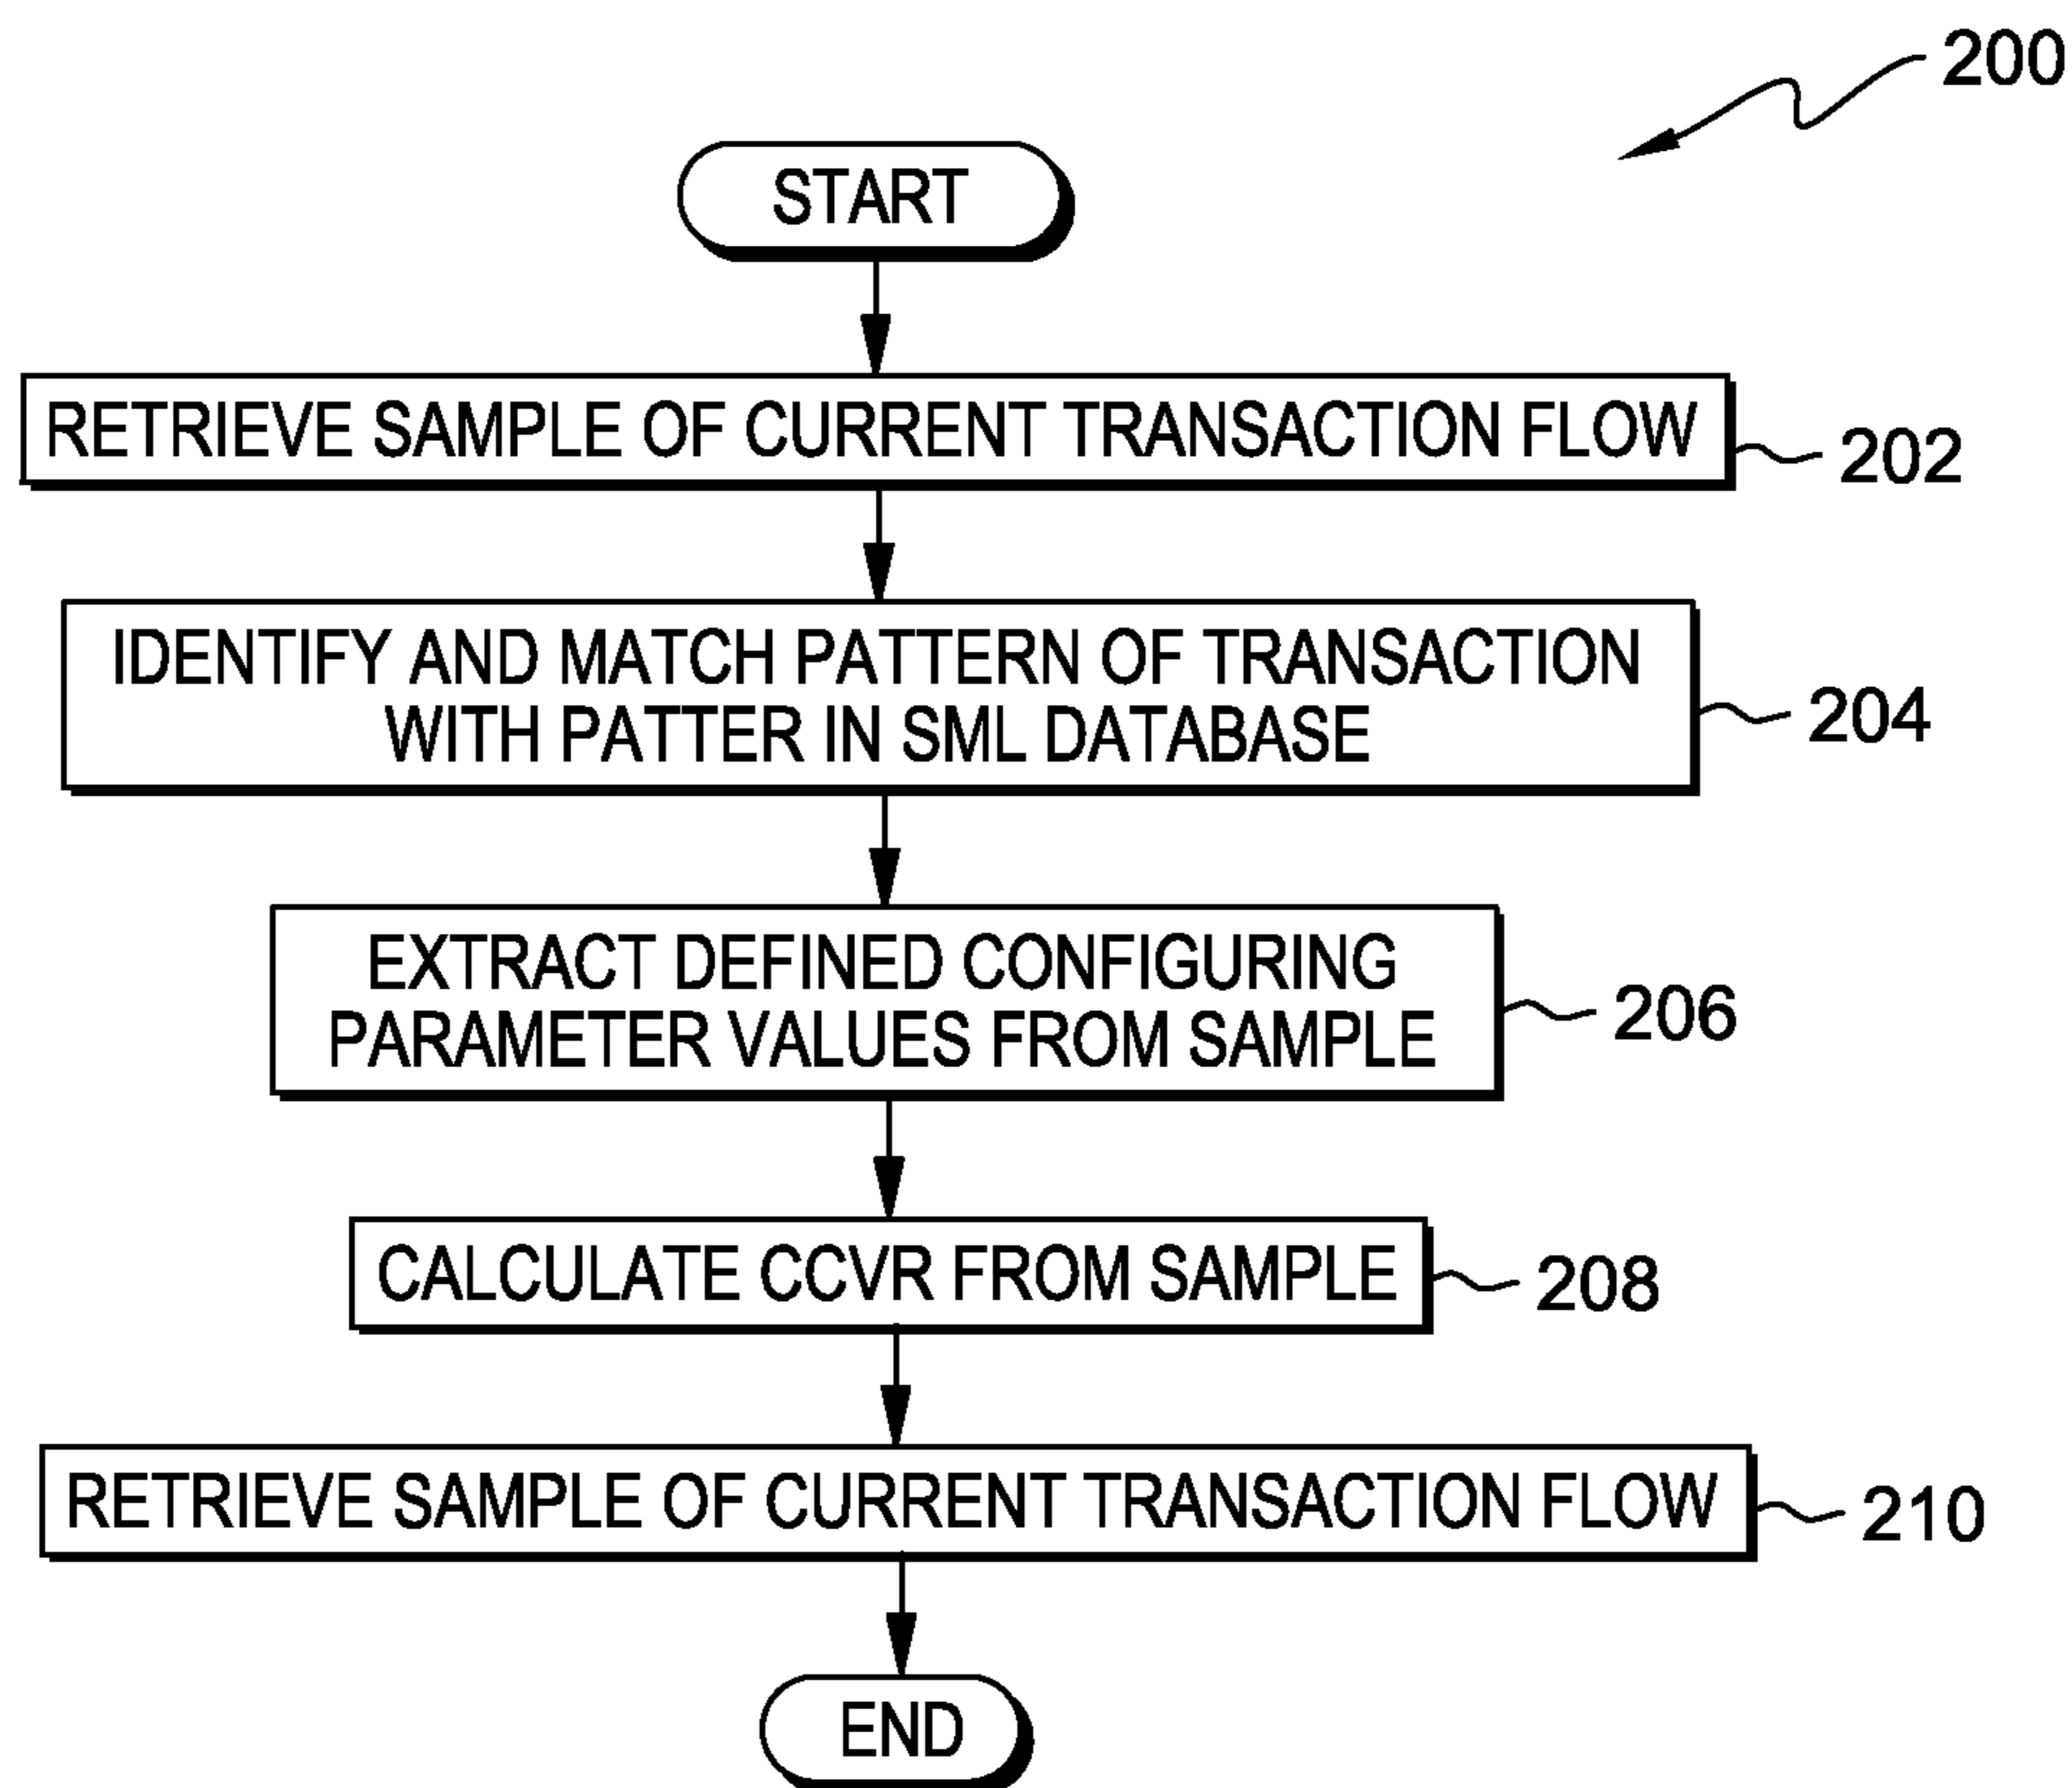 200
START
RETRIEVE SAMPLE OF CURRENT TRANSACTION FLOW
202
IDENTIFY AND MATCH PATTERN OF TRANSACTION
WITH PATTER IN SML DATABASE
204
EXTRACT DEFINED CONFIGURING
PARAMETER VALUES FROM SAMPLE
206
CALCULATE CCVR FROM SAMPLE
208
RETRIEVE SAMPLE OF CURRENT TRANSACTION FLOW
210
END